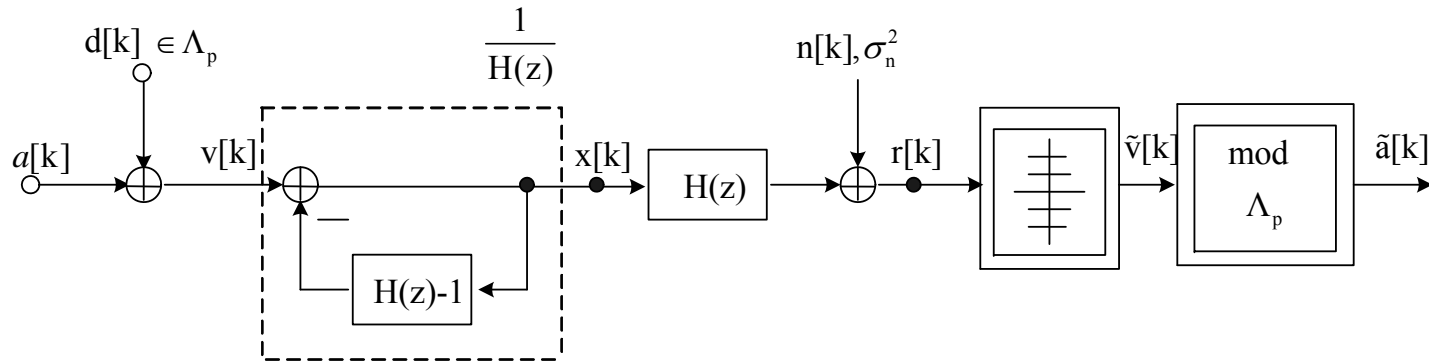 d[k] ∈ Λp
1
H(z)
n[k], σn²
a[k]
v[k]
x[k]
H(z)
r[k]
ṽ[k]
mod
Λp
ã[k]
H(z)-1